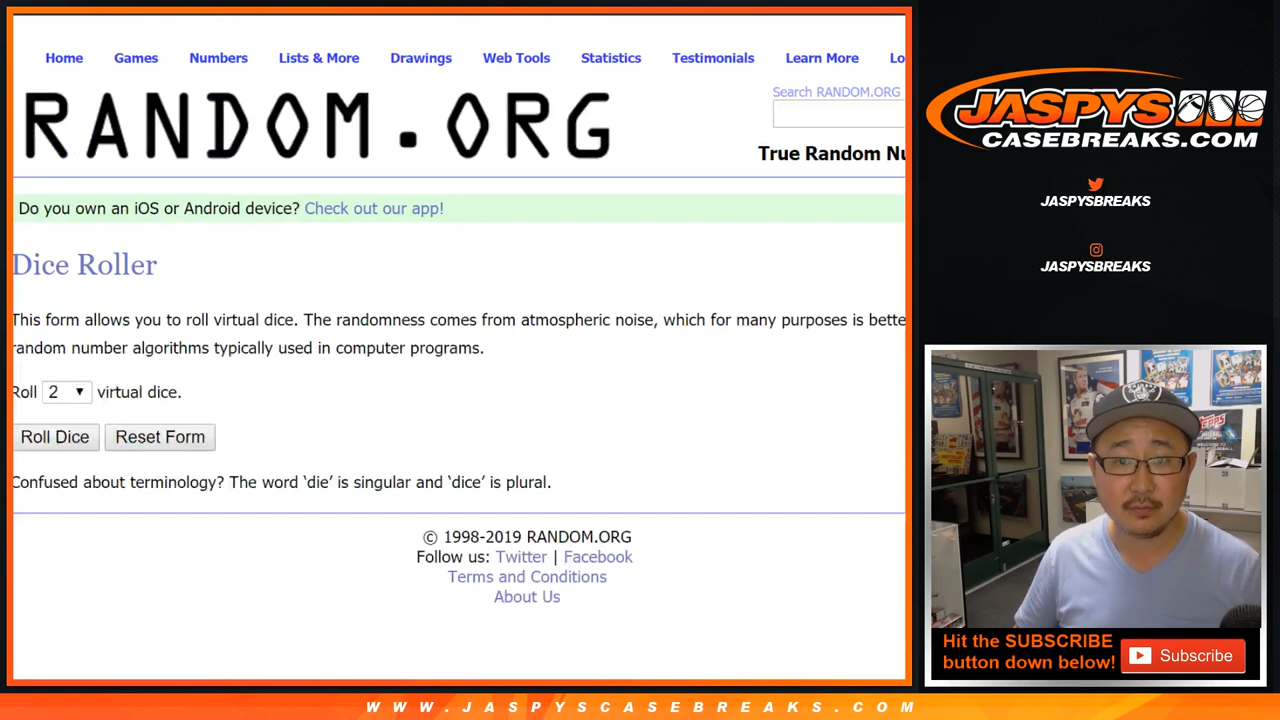 Home Games Numbers Lists & More Drawings Web Tools Statistics Testimonials Learn More Lo
RANDOM.ORG
Search RANDOM.ORG
True Random Nu
Do you own an iOS or Android device? Check out our app!
Dice Roller
This form allows you to roll virtual dice. The randomness comes from atmospheric noise, which for many purposes is bette
random number algorithms typically used in computer programs.
Roll 2 virtual dice.
Roll Dice Reset Form
Confused about terminology? The word ‘die’ is singular and ‘dice’ is plural.
© 1998-2019 RANDOM.ORG
Follow us: Twitter | Facebook
Terms and Conditions
About Us
JASPYS
CASEBREAKS.COM
JASPYSBREAKS
JASPYSBREAKS
TOPPS
Hit the SUBSCRIBE
button down below!
Subscribe
WWW.JASPYSCASEBREAKS.COM